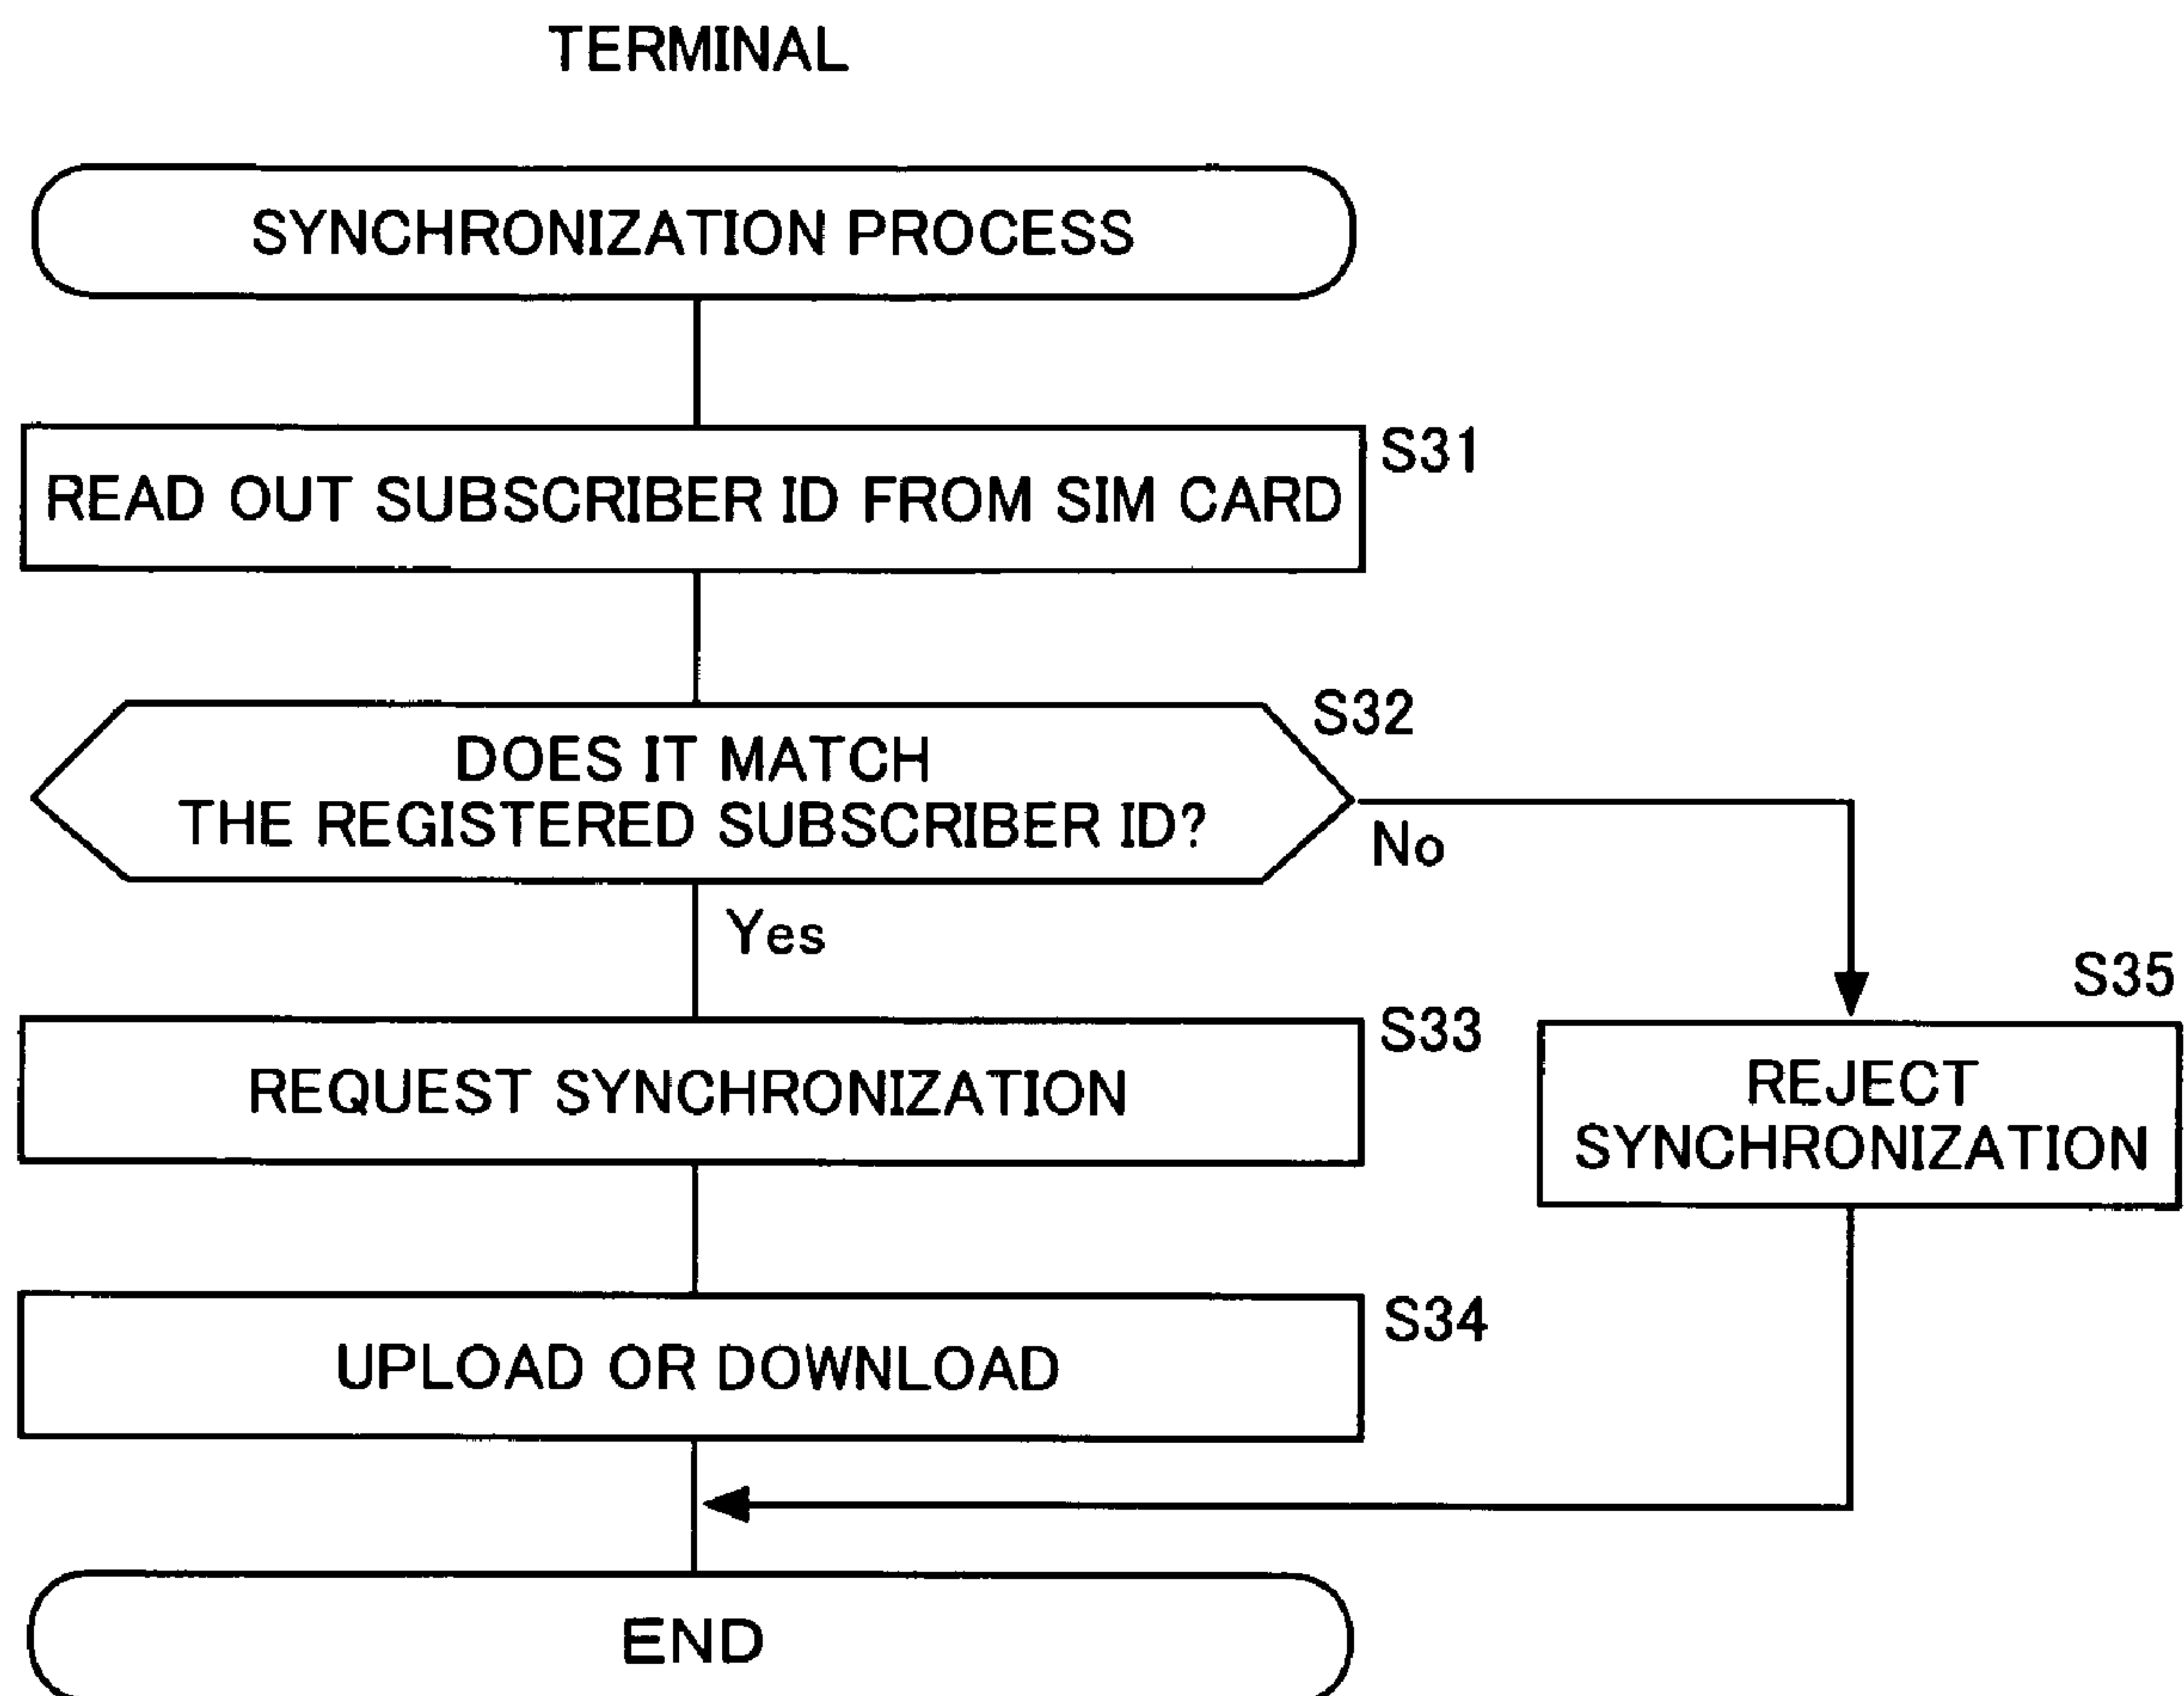 TERMINAL
SYNCHRONIZATION PROCESS
S31
READ OUT SUBSCRIBER ID FROM SIM CARD
S32
DOES IT MATCH
THE REGISTERED SUBSCRIBER ID?
No
Yes
S33
REQUEST SYNCHRONIZATION
S35
REJECT
SYNCHRONIZATION
S34
UPLOAD OR DOWNLOAD
END